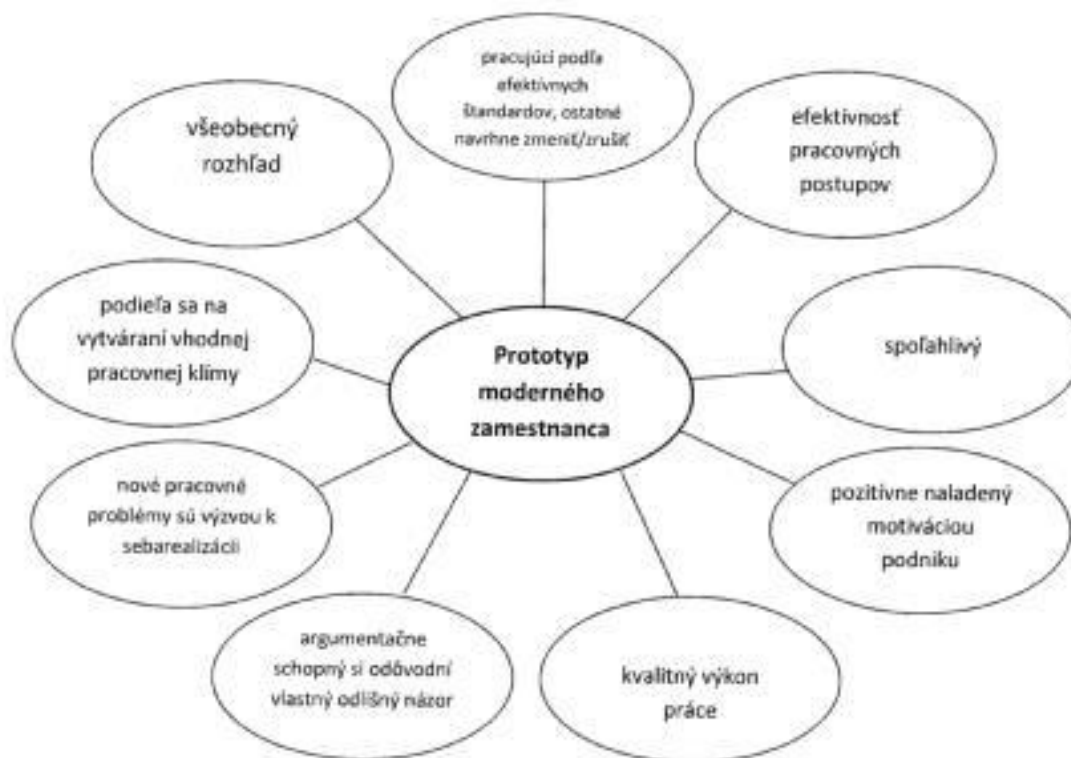 pracujúci podľa
efektívnych
štandardov, ostatné
navrhne zmeniť/zrušiť
všeobecný
rozhľad
efektívnosť
pracovných
postupov
podieľa sa na
vytváraní vhodnej
pracovnej klímy
Prototyp
moderného
zamestnanca
spoľahlivý
nové pracovné
problémy sú výzvou k
sebarealizácii
pozitívne naladený
motiváciou
podniku
argumentačne
schopný si odôvodní
vlastný odlišný názor
kvalitný výkon
práce